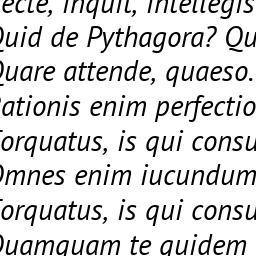 ecte, inquit, intellegis
Quid de Pythagora? Qu
Quare attende, quaeso.
Rationis enim perfectio
Torquatus, is qui consu
Omnes enim iucundum
Torquatus, is qui consu
Quamquam te quidem